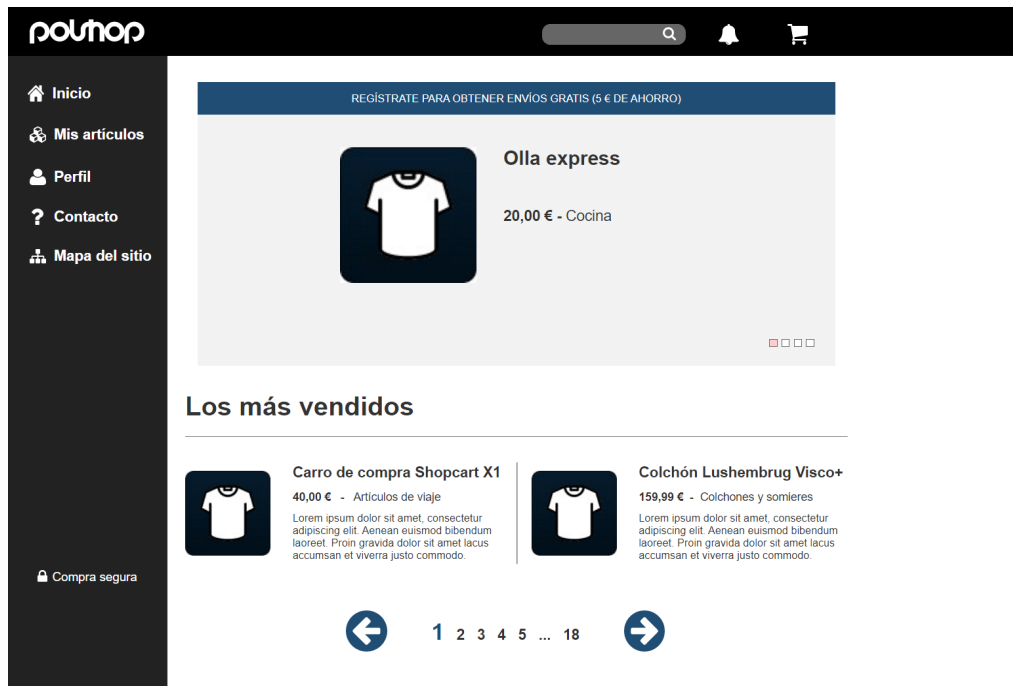 Inicio
Mis artículos
Perfil
Contacto
Mapa del sitio
Compra segura
REGÍSTRATE PARA OBTENER ENVÍOS GRATIS (5 € DE AHORRO)
Olla express
20,00 € - Cocina
Los más vendidos
Carro de compra Shopcart X1
40,00 € - Artículos de viaje
Lorem ipsum dolor sit amet, consectetur
adipiscing elit. Aenean euismod bibendum
laoreet. Proin gravida dolor sit amet lacus
accumsan et viverra justo commodo.
Colchón Lushembrug Visco+
159,99 € - Colchones y somieres
Lorem ipsum dolor sit amet, consectetur
adipiscing elit. Aenean euismod bibendum
laoreet. Proin gravida dolor sit amet lacus
accumsan et viverra justo commodo.
1 2 3 4 5 ... 18